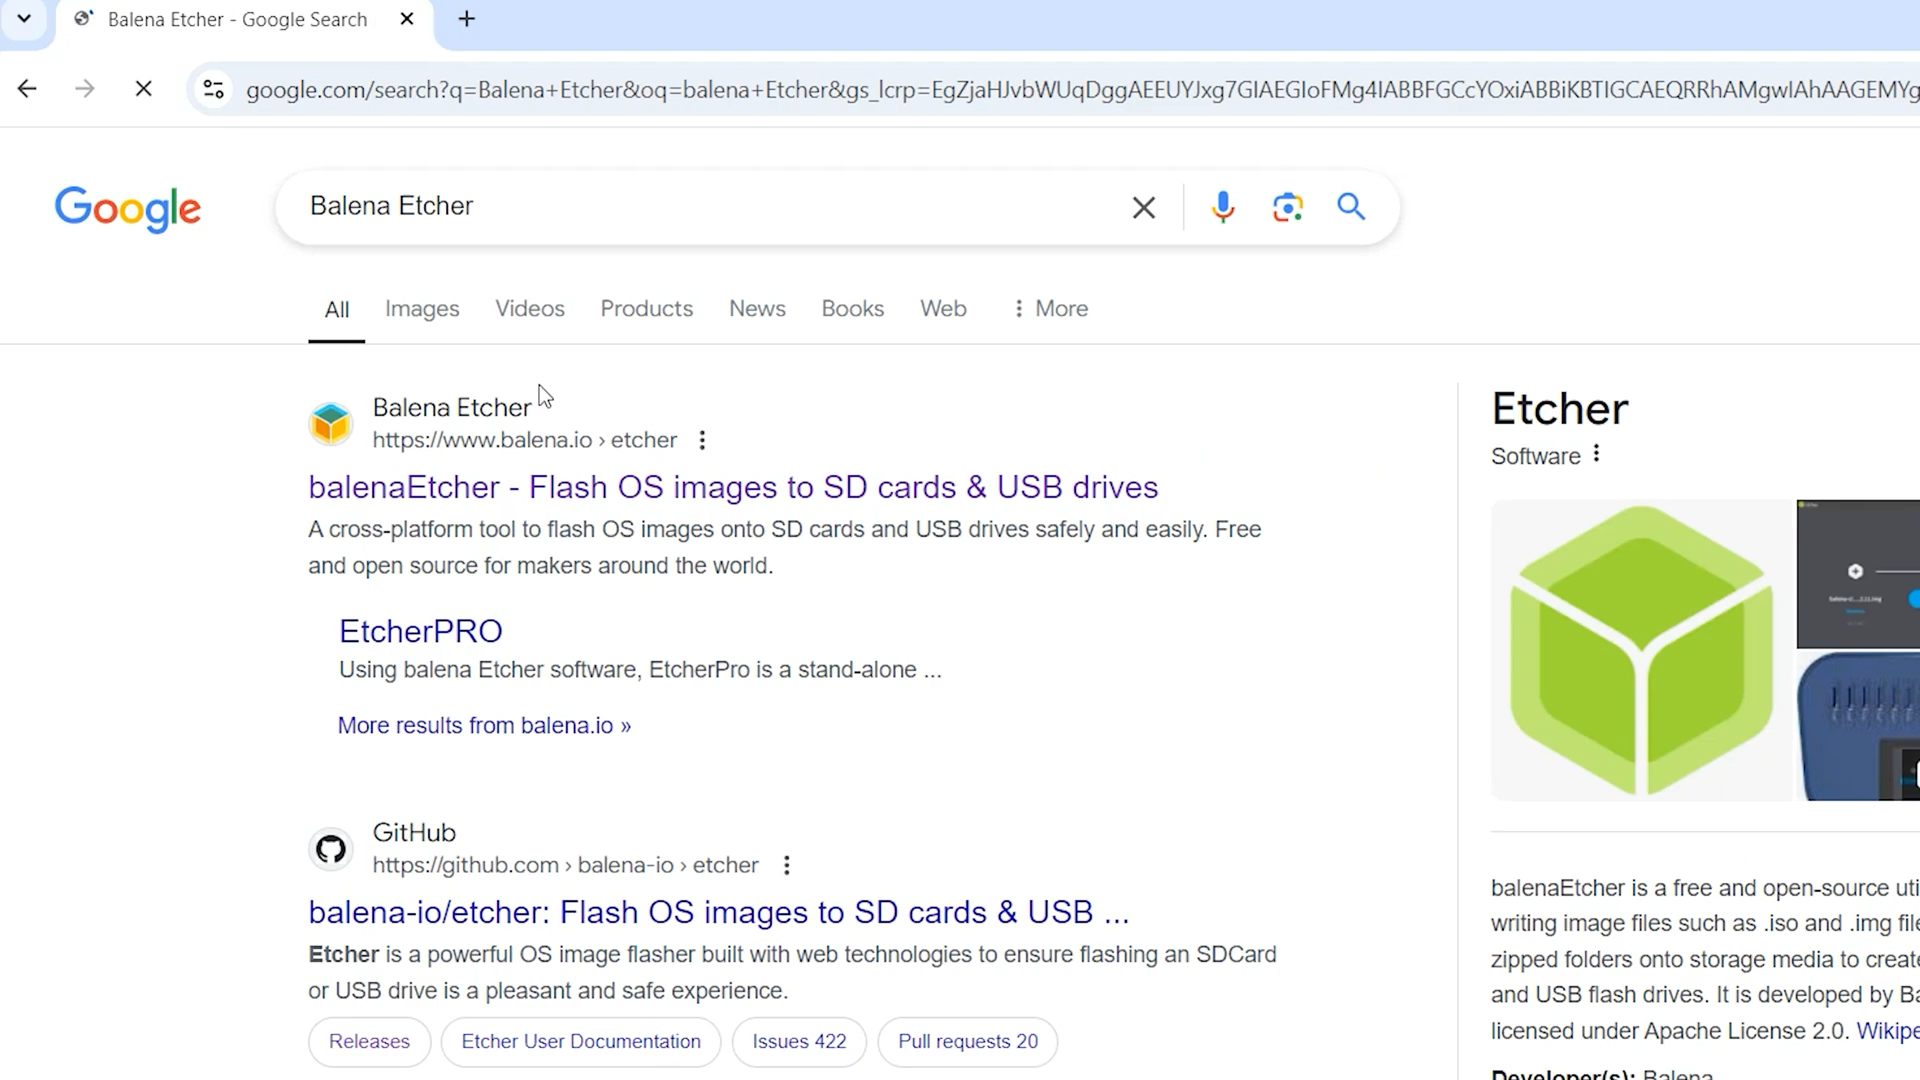 Balena Etcher - Google Search
google.com/search?q=Balena+Etcher&oq=balena+Etcher&gs_lcrp=EgZjaHJvbWUqDggAEEUYJxg7GIAEGIoFMg4IABBFGCcYOxiABBiKBTIGCAEQRRhAMgwIAhAAGEMYg
Google
Balena Etcher
All Images Videos Products News Books Web More
Balena Etcher
https://www.balena.io › etcher
balenaEtcher - Flash OS images to SD cards & USB drives
A cross-platform tool to flash OS images onto SD cards and USB drives safely and easily. Free
and open source for makers around the world.
EtcherPRO
Using balena Etcher software, EtcherPro is a stand-alone ...
More results from balena.io »
GitHub
https://github.com › balena-io › etcher
balena-io/etcher: Flash OS images to SD cards & USB ...
Etcher is a powerful OS image flasher built with web technologies to ensure flashing an SDCard
or USB drive is a pleasant and safe experience.
Releases Etcher User Documentation Issues 422 Pull requests 20
Etcher
Software
balenaEtcher is a free and open-source uti
writing image files such as .iso and .img file
zipped folders onto storage media to create
and USB flash drives. It is developed by Ba
licensed under Apache License 2.0. Wikipe
Developer(s): Balena